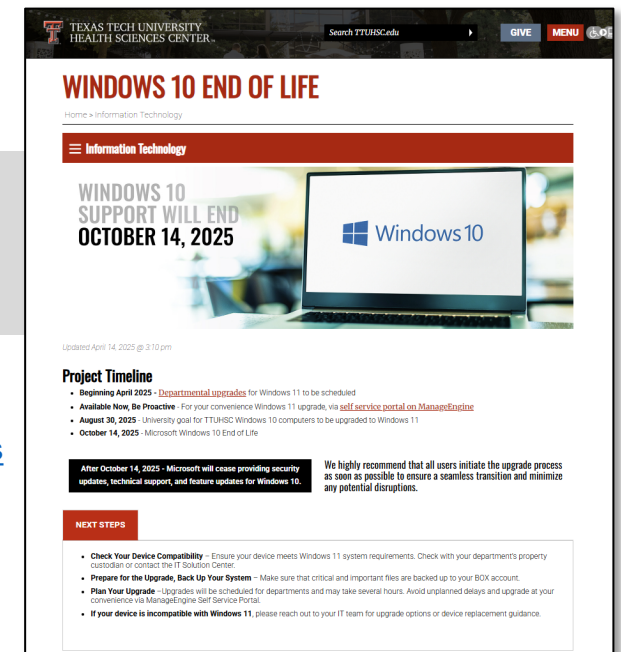 TEXAS TECH UNIVERSITY
HEALTH SCIENCES CENTER™
Search TTUHSC.edu
GIVE
MENU
WINDOWS 10 END OF LIFE
Home > Information Technology
Information Technology
WINDOWS 10
SUPPORT WILL END
OCTOBER 14, 2025
Windows 10
Updated April 14, 2025 @ 3:10 pm
Project Timeline
• Beginning April 2025 - Departmental upgrades for Windows 11 to be scheduled
• Available Now, Be Proactive - For your convenience Windows 11 upgrade, via self service portal on ManageEngine
• August 30, 2025 - University goal for TTUHSC Windows 10 computers to be upgraded to Windows 11
• October 14, 2025 - Microsoft Windows 10 End of Life
s
After October 14, 2025 - Microsoft will cease providing security
updates, technical support, and feature updates for Windows 10.
We highly recommend that all users initiate the upgrade process
as soon as possible to ensure a seamless transition and minimize
any potential disruptions.
NEXT STEPS
• Check Your Device Compatibility – Ensure your device meets Windows 11 system requirements. Check with your department's property
custodian or contact the IT Solution Center.
• Prepare for the Upgrade, Back Up Your System – Make sure that critical and important files are backed up to your BOX account.
• Plan Your Upgrade –Upgrades will be scheduled for departments and may take several hours. Avoid unplanned delays and upgrade at your
convenience via ManageEngine Self Service Portal.
• If your device is incompatible with Windows 11, please reach out to your IT team for upgrade options or device replacement guidance.